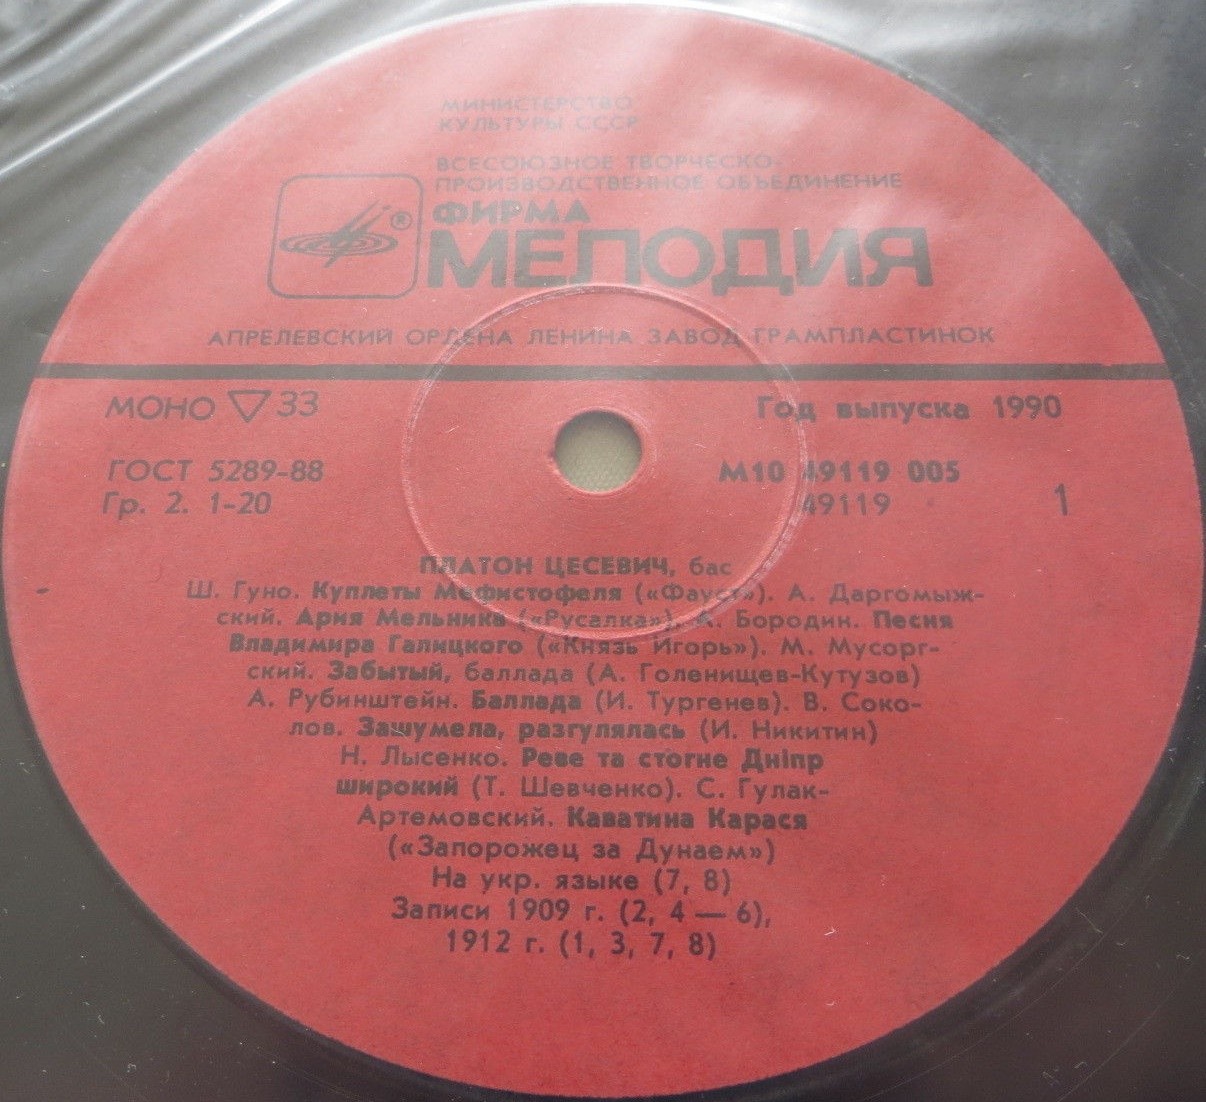 МИНИСТЕРСТВО
КУЛЬТУРЫ СССР
ВСЕСОЮЗНОЕ ТВОРЧЕСКО-
ПРОИЗВОДСТВЕННОЕ ОБЪЕДИНЕНИЕ
ФИРМА
®
МЕЛОДИЯ
АПРЕЛЕВСКИЙ ОРДЕНА ЛЕНИНА ЗАВОД ГРАМПЛАСТИНОК
МОНО ▽ 33
Год выпуска 1990
ГОСТ 5289-88
М10 49119 005
Гр. 2. 1-20
49119
1
ПЛАТОН ЦЕСЕВИЧ, бас
Ш. Гуно. Куплеты Мефистофеля («Фауст»). А. Даргомыж-
ский. Ария Мельника («Русалка»). А. Бородин. Песня
Владимира Галицкого («Князь Игорь»). М. Мусорг-
ский. Забытый, баллада (А. Голенищев-Кутузов)
А. Рубинштейн. Баллада (И. Тургенев). В. Соко-
лов. Зашумела, разгулялась (И. Никитин)
Н. Лысенко. Реве та стогне Дніпр
широкий (Т. Шевченко). С. Гулак-
Артемовский. Каватина Карася
(«Запорожец за Дунаем»)
На укр. языке (7, 8)
Записи 1909 г. (2, 4 — 6),
1912 г. (1, 3, 7, 8)